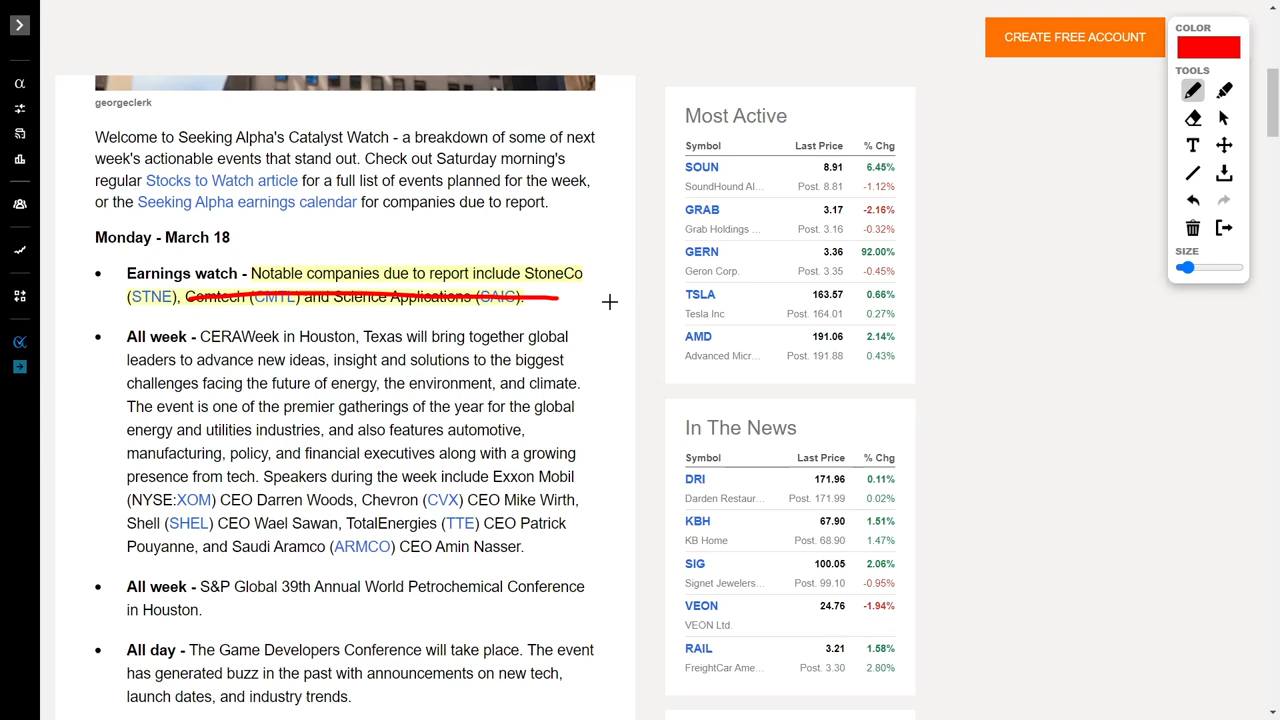 CREATE FREE ACCOUNT
COLOR
TOOLS
T
SIZE
georgeclerk
Welcome to Seeking Alpha's Catalyst Watch - a breakdown of some of next
week's actionable events that stand out. Check out Saturday morning's
regular Stocks to Watch article for a full list of events planned for the week,
or the Seeking Alpha earnings calendar for companies due to report.
Monday - March 18
• Earnings watch - Notable companies due to report include StoneCo
(STNE), Comtech (CMTL) and Science Applications (SAIC).
• All week - CERAWeek in Houston, Texas will bring together global
leaders to advance new ideas, insight and solutions to the biggest
challenges facing the future of energy, the environment, and climate.
The event is one of the premier gatherings of the year for the global
energy and utilities industries, and also features automotive,
manufacturing, policy, and financial executives along with a growing
presence from tech. Speakers during the week include Exxon Mobil
(NYSE:XOM) CEO Darren Woods, Chevron (CVX) CEO Mike Wirth,
Shell (SHEL) CEO Wael Sawan, TotalEnergies (TTE) CEO Patrick
Pouyanne, and Saudi Aramco (ARMCO) CEO Amin Nasser.
• All week - S&P Global 39th Annual World Petrochemical Conference
in Houston.
• All day - The Game Developers Conference will take place. The event
has generated buzz in the past with announcements on new tech,
launch dates, and industry trends.
Most Active
Symbol Last Price % Chg
SOUN 8.91 6.45%
SoundHound Al... Post. 8.81 -1.12%
GRAB 3.17 -2.16%
Grab Holdings ... Post. 3.16 -0.32%
GERN 3.36 92.00%
Geron Corp. Post. 3.35 -0.45%
TSLA 163.57 0.66%
Tesla Inc Post. 164.01 0.27%
AMD 191.06 2.14%
Advanced Micr... Post. 191.88 0.43%
In The News
Symbol Last Price % Chg
DRI 171.96 0.11%
Darden Restaur... Post. 171.99 0.02%
KBH 67.90 1.51%
KB Home Post. 68.90 1.47%
SIG 100.05 2.06%
Signet Jewelers... Post. 99.10 -0.95%
VEON 24.76 -1.94%
VEON Ltd.
RAIL 3.21 1.58%
FreightCar Ame... Post. 3.30 2.80%